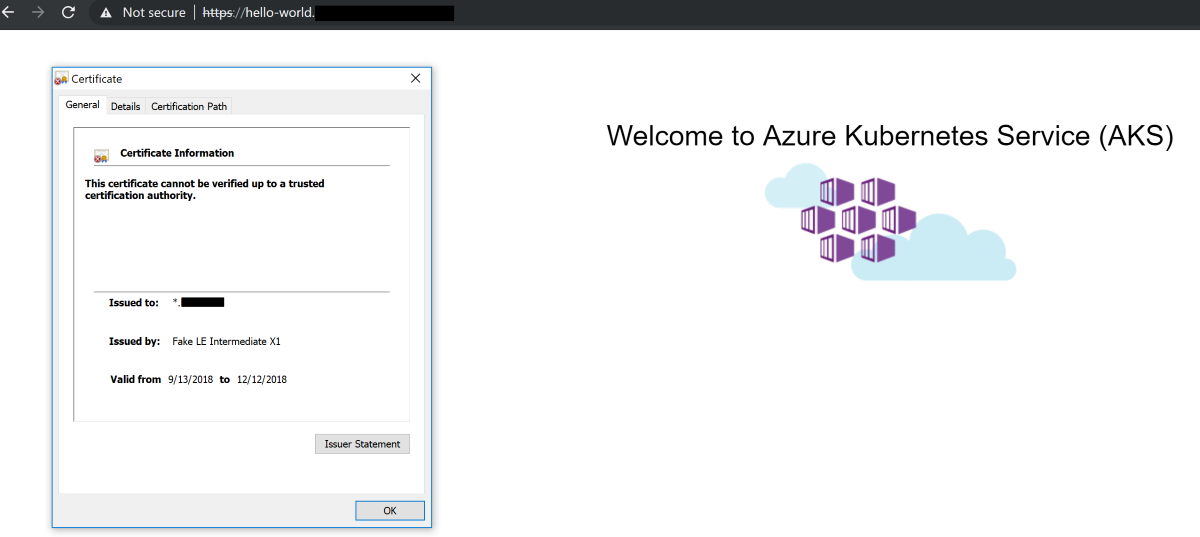 Not secure | https://hello-world.
Certificate
General Details Certification Path
Certificate Information
This certificate cannot be verified up to a trusted
certification authority.
Issued to: *.
Issued by: Fake LE Intermediate X1
Valid from 9/13/2018 to 12/12/2018
Issuer Statement
OK
Welcome to Azure Kubernetes Service (AKS)